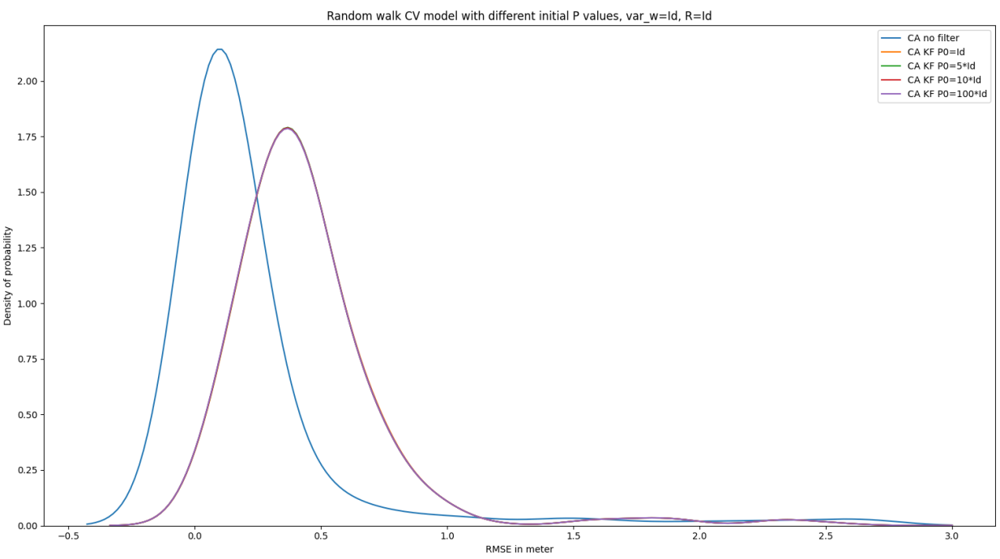 Random walk CV model with different initial P values, var_w=Id, R=Id
CA no filter
CA KF P0=Id
CA KF P0=5*Id
CA KF P0=10*Id
CA KF P0=100*Id
Density of probability
2.00
1.75
1.50
1.25
1.00
0.75
0.50
0.25
0.00
−0.5
0.0
0.5
1.0
1.5
2.0
2.5
3.0
RMSE in meter